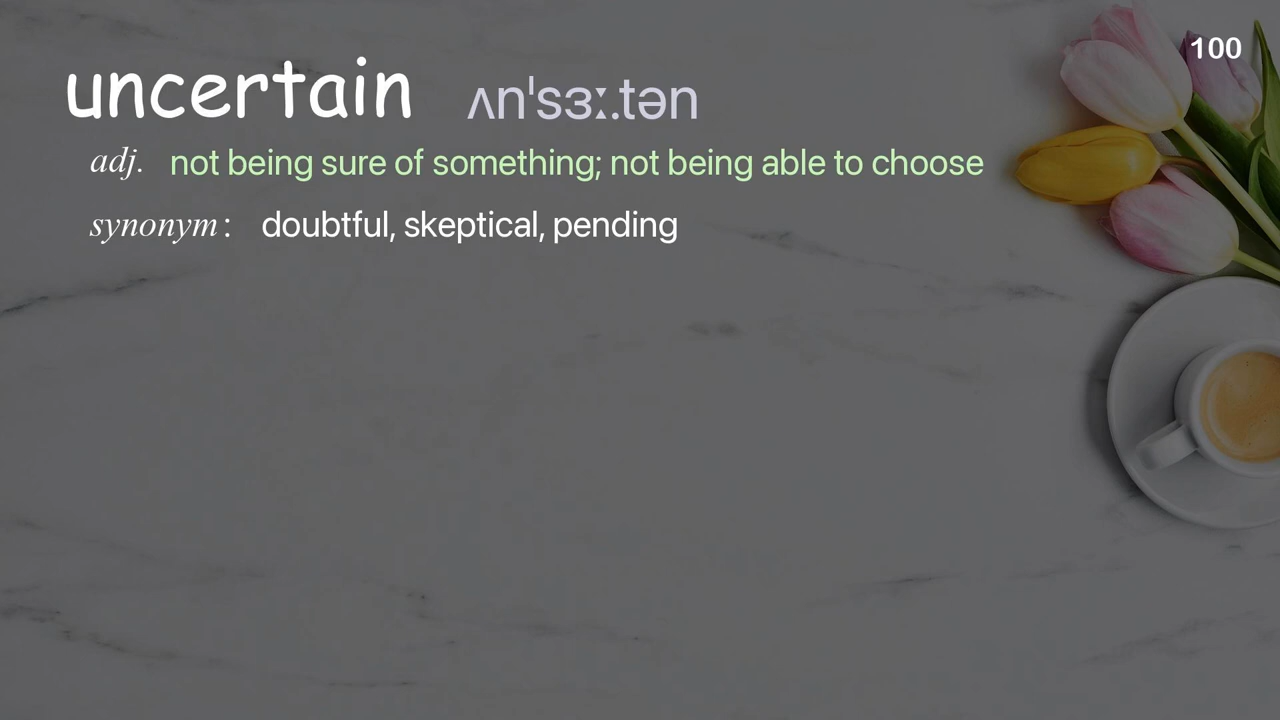 100
uncertain ʌnˈsɜː.tən
adj. not being sure of something; not being able to choose
synonym: doubtful, skeptical, pending